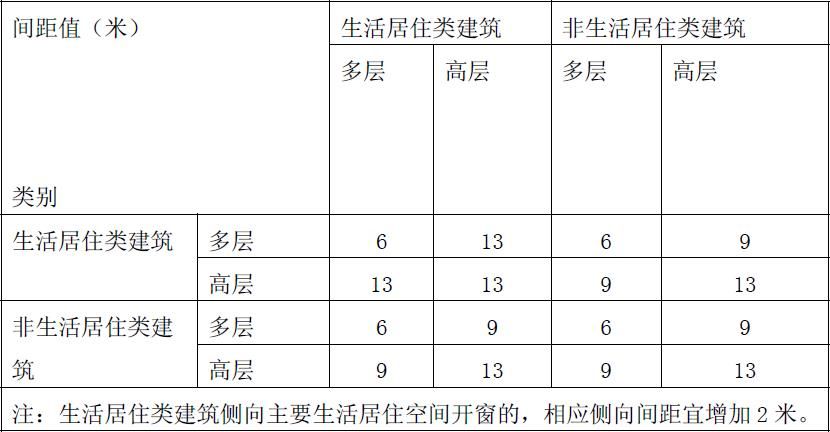 间距值（米） 生活居住类建筑 非生活居住类建筑
多层 高层 多层 高层
类别
生活居住类建筑 多层 6 13 6 9
高层 13 13 9 13
非生活居住类建 多层 6 9 6 9
筑 高层 9 13 9 13
注：生活居住类建筑侧向主要生活居住空间开窗的，相应侧向间距宜增加 2 米。